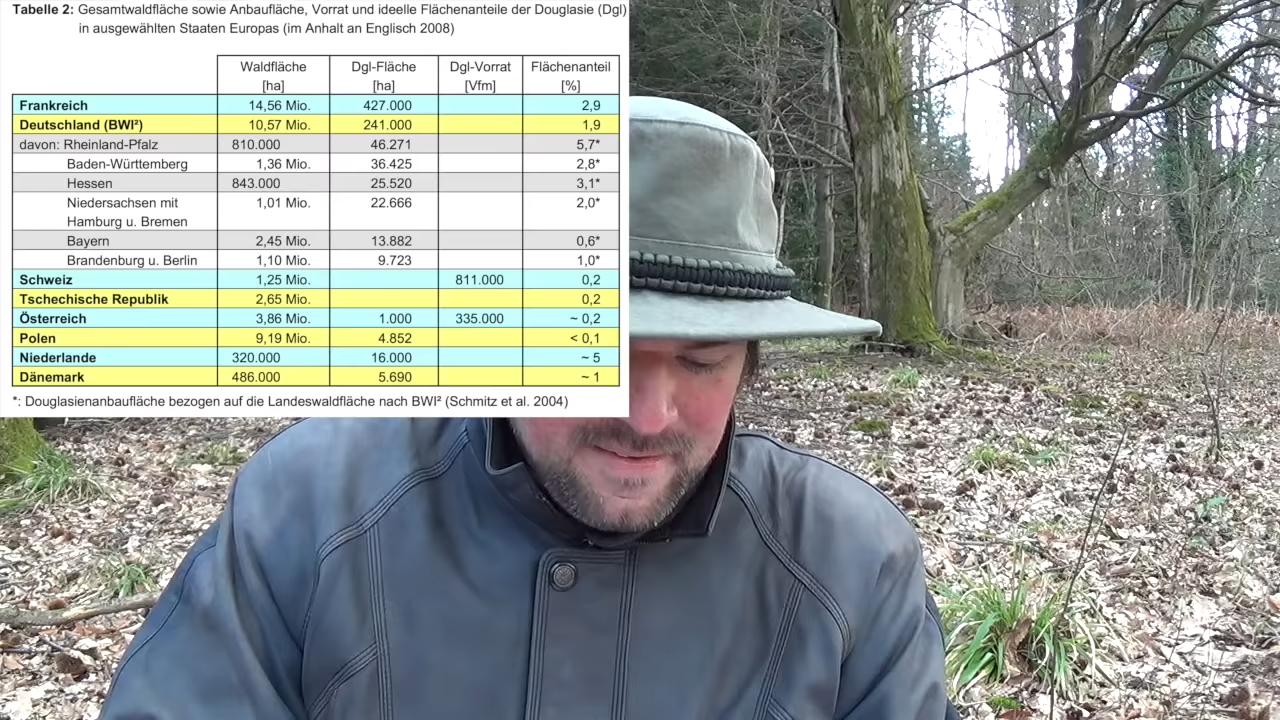 Tabelle 2: Gesamtwaldfläche sowie Anbaufläche, Vorrat und ideelle Flächenanteile der Douglasie (Dgl)
in ausgewählten Staaten Europas (im Anhalt an Englisch 2008)
Waldfläche Dgl-Fläche Dgl-Vorrat Flächenanteil
[ha] [ha] [Vfm] [%]
Frankreich 14,56 Mio. 427.000 2,9
Deutschland (BWI²) 10,57 Mio. 241.000 1,9
davon: Rheinland-Pfalz 810.000 46.271 5,7*
Baden-Württemberg 1,36 Mio. 36.425 2,8*
Hessen 843.000 25.520 3,1*
Niedersachsen mit 1,01 Mio. 22.666 2,0*
Hamburg u. Bremen
Bayern 2,45 Mio. 13.882 0,6*
Brandenburg u. Berlin 1,10 Mio. 9.723 1,0*
Schweiz 1,25 Mio. 811.000 0,2
Tschechische Republik 2,65 Mio. 0,2
Österreich 3,86 Mio. 1.000 335.000 ~ 0,2
Polen 9,19 Mio. 4.852 < 0,1
Niederlande 320.000 16.000 ~ 5
Dänemark 486.000 5.690 ~ 1
*: Douglasienanbaufläche bezogen auf die Landeswaldfläche nach BWI² (Schmitz et al. 2004)